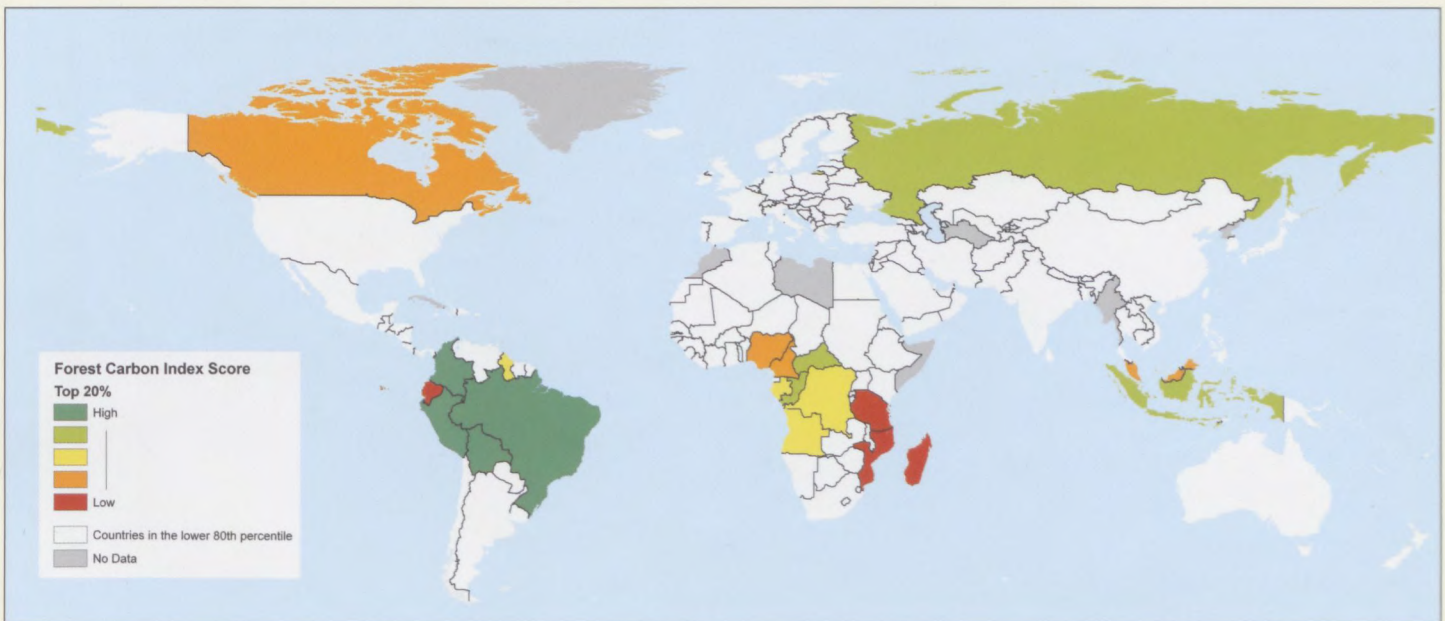 Forest Carbon Index Score
Top 20%
High
Low
Countries in the lower 80th percentile
No Data